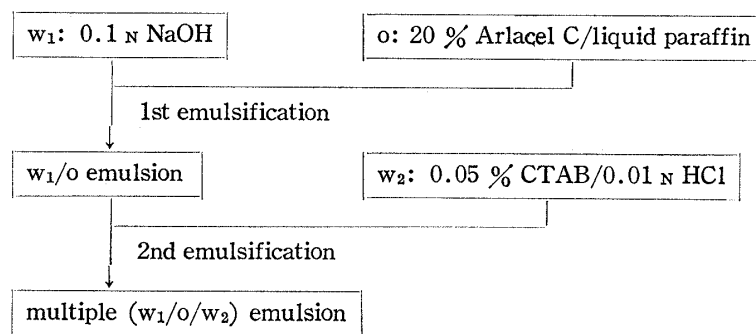 w₁: 0.1 N NaOH
o: 20 % Arlacel C/liquid paraffin
1st emulsification
w₁/o emulsion
w₂: 0.05 % CTAB/0.01 N HCl
2nd emulsification
multiple (w₁/o/w₂) emulsion